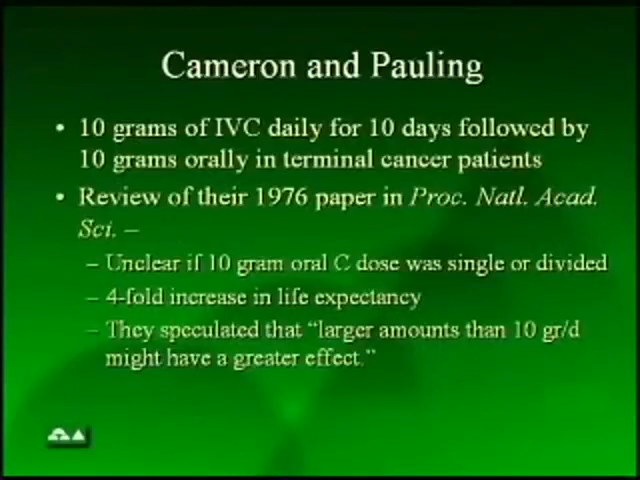 Cameron and Pauling
• 10 grams of IVC daily for 10 days followed by
10 grams orally in terminal cancer patients
• Review of their 1976 paper in Proc. Natl. Acad.
Sci. –
– Unclear if 10 gram oral C dose was single or divided
– 4-fold increase in life expectancy
– They speculated that “larger amounts than 10 gr/d
might have a greater effect.”